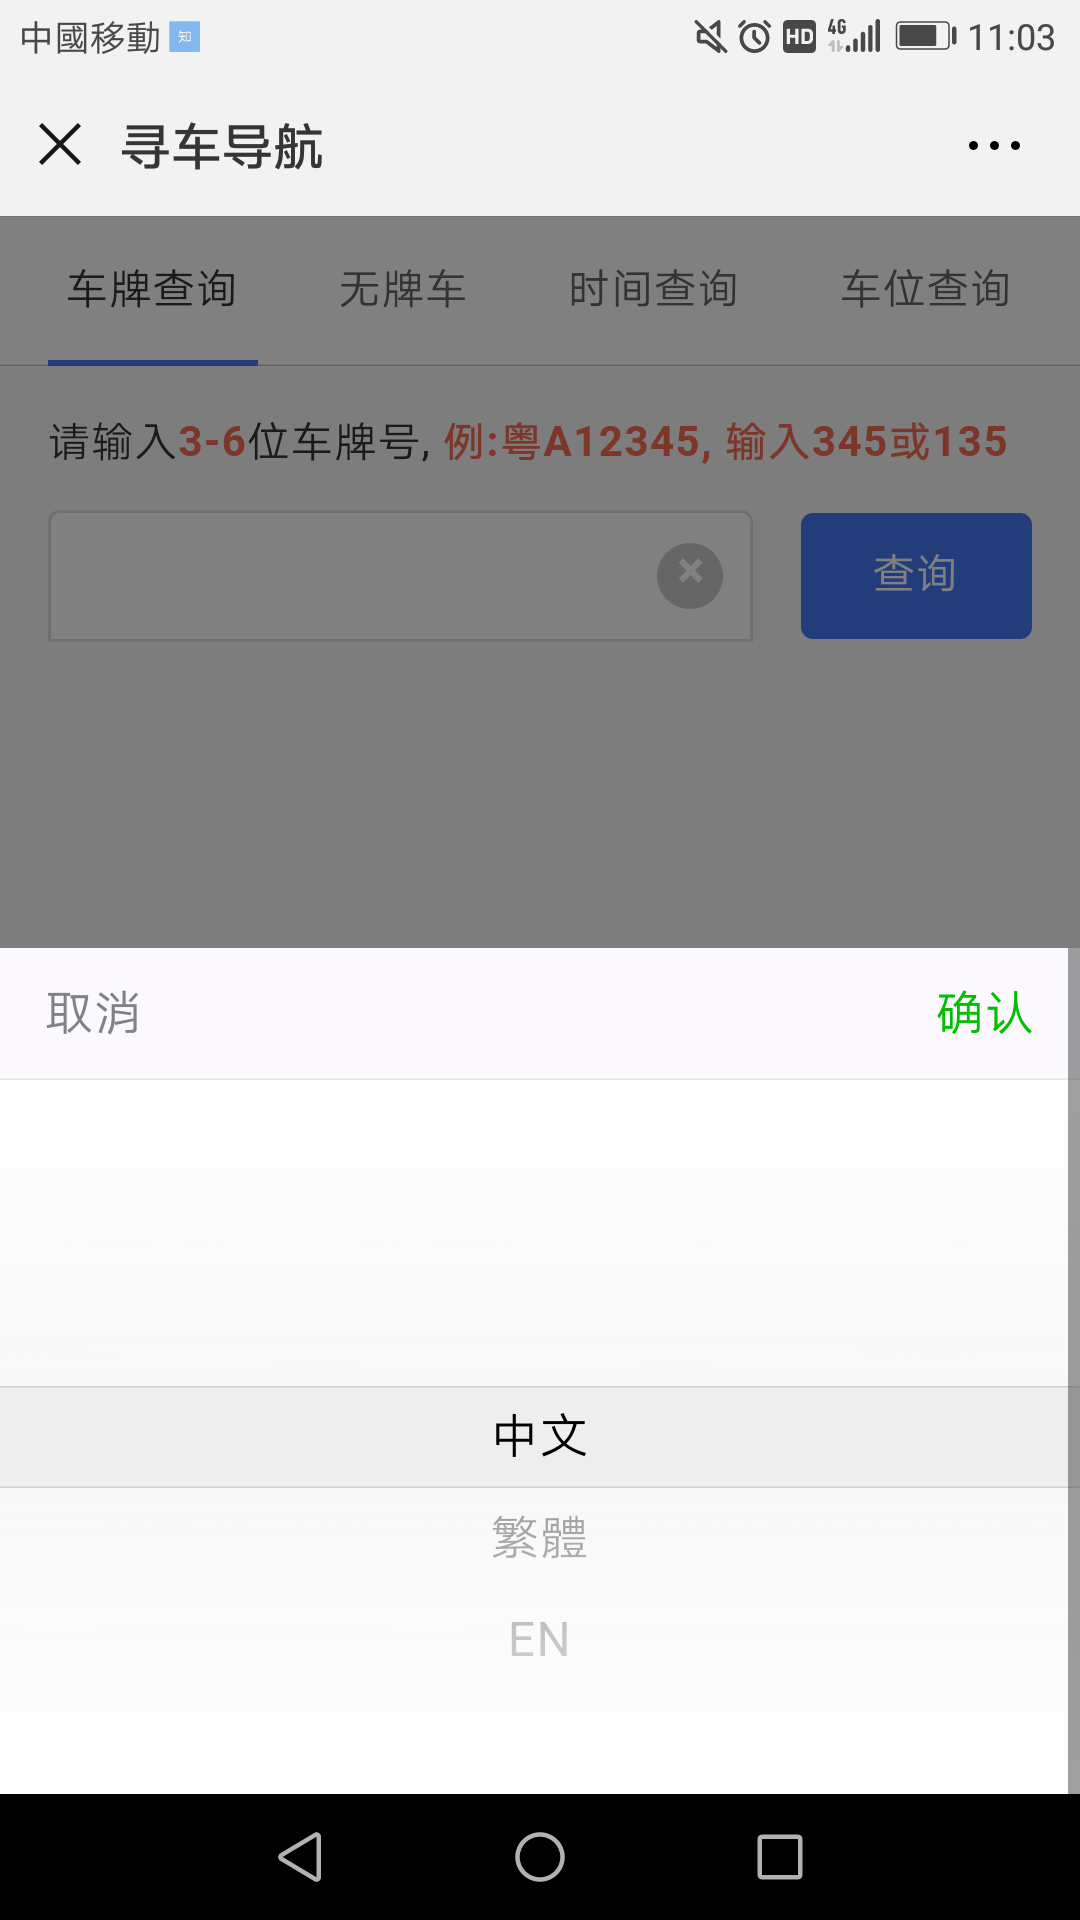 中國移動 知 HD 4G 11:03
寻车导航
车牌查询 无牌车 时间查询 车位查询
请输入3-6位车牌号, 例:粤A12345, 输入345或135
查询
取消 确认
中文
繁體
EN